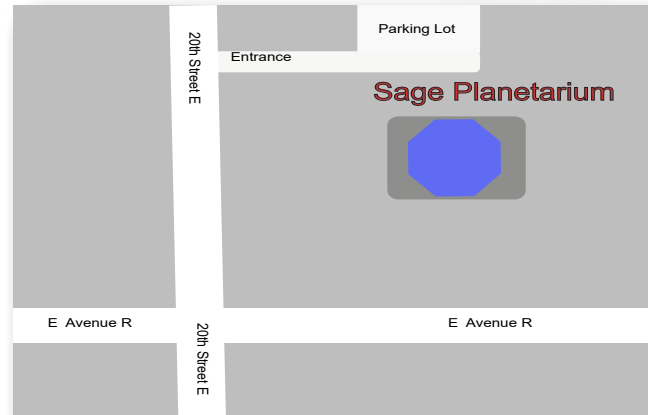 Parking Lot
20th Street E
Entrance
Sage Planetarium
E Avenue R
E Avenue R
20th Street E